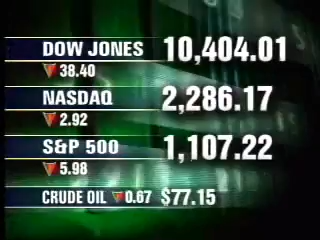 DOW JONES 10,404.01
38.40
NASDAQ 2,286.17
2.92
S&P 500 1,107.22
5.98
CRUDE OIL 0.67 $77.15